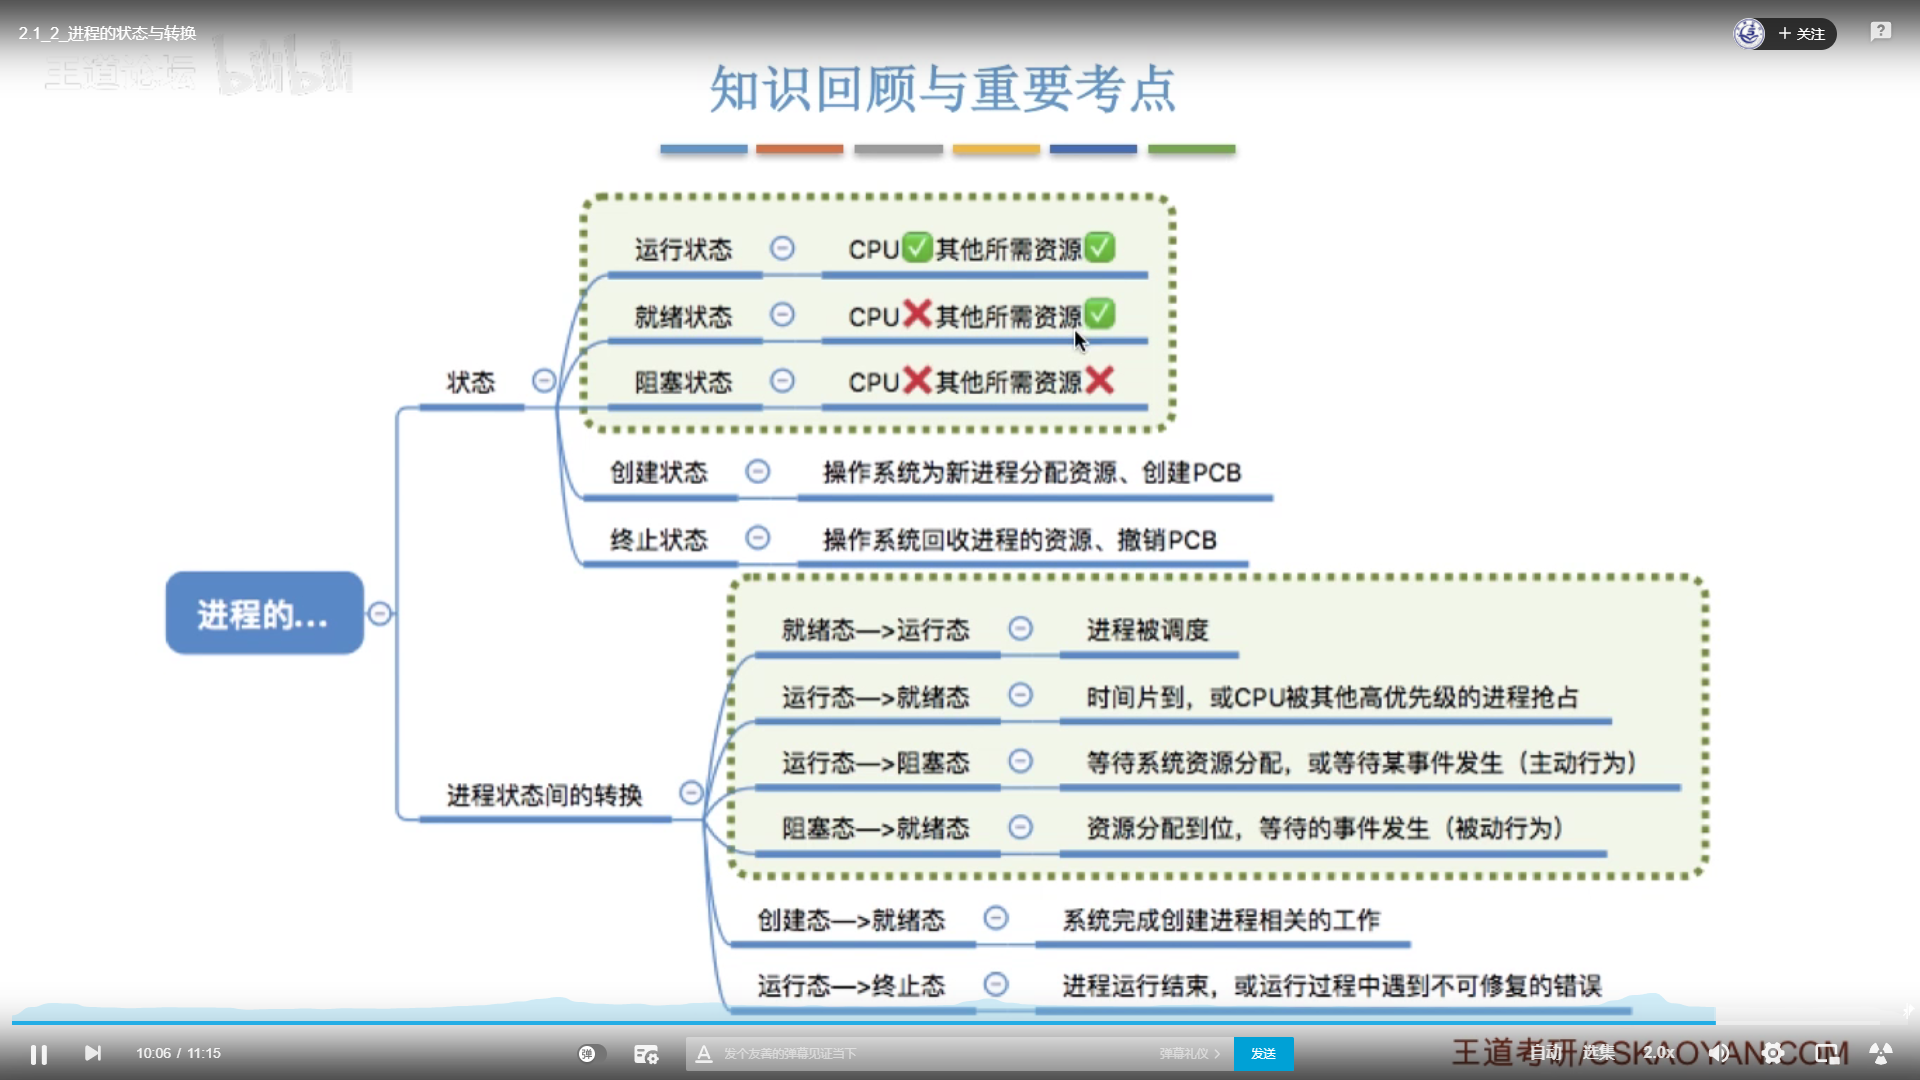 2.1_2_进程的状态与转换
+ 关注
王道论坛 bilibili
知识回顾与重要考点
运行状态 CPU✅其他所需资源✅
就绪状态 CPU❌其他所需资源✅
状态
阻塞状态 CPU❌其他所需资源❌
创建状态 操作系统为新进程分配资源、创建PCB
终止状态 操作系统回收进程的资源、撤销PCB
进程的...
就绪态—>运行态 进程被调度
运行态—>就绪态 时间片到，或CPU被其他高优先级的进程抢占
运行态—>阻塞态 等待系统资源分配，或等待某事件发生（主动行为）
进程状态间的转换
阻塞态—>就绪态 资源分配到位，等待的事件发生（被动行为）
创建态—>就绪态 系统完成创建进程相关的工作
运行态—>终止态 进程运行结束，或运行过程中遇到不可修复的错误
10:06 / 11:15
弹
A 发个友善的弹幕见证当下
弹幕礼仪 >
发送
王道考研/CSKAOYAN.COM
自动 选集 2.0x